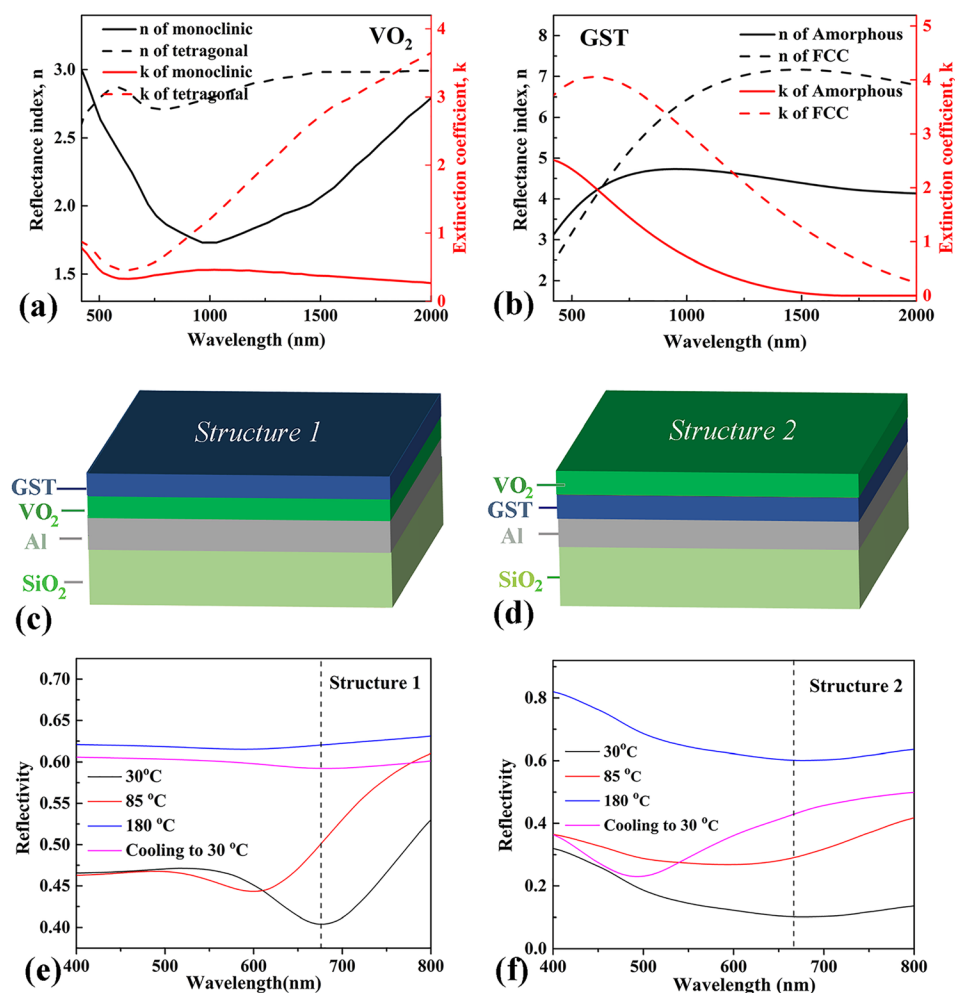 n of monoclinic
n of tetragonal
k of monoclinic
k of tetragonal
VO₂
Reflectance index, n
3.0
2.5
2.0
1.5
4
3
2
1
0
Extinction coefficient, k
500
1000
1500
2000
Wavelength (nm)
(a)
GST
n of Amorphous
n of FCC
k of Amorphous
k of FCC
Reflectance index, n
8
7
6
5
4
3
2
5
4
3
2
1
0
Extinction coefficient, k
500
1000
1500
2000
Wavelength (nm)
(b)
Structure 1
GST
VO₂
Al
SiO₂
(c)
Structure 2
VO₂
GST
Al
SiO₂
(d)
Structure 1
Reflectivity
0.70
0.65
0.60
0.55
0.50
0.45
0.40
30°C
85 °C
180 °C
Cooling to 30 °C
400
500
600
700
800
Wavelength(nm)
(e)
Structure 2
Reflectivity
0.8
0.6
0.4
0.2
0.0
30°C
85 °C
180 °C
Cooling to 30 °C
400
500
600
700
800
Wavelength (nm)
(f)